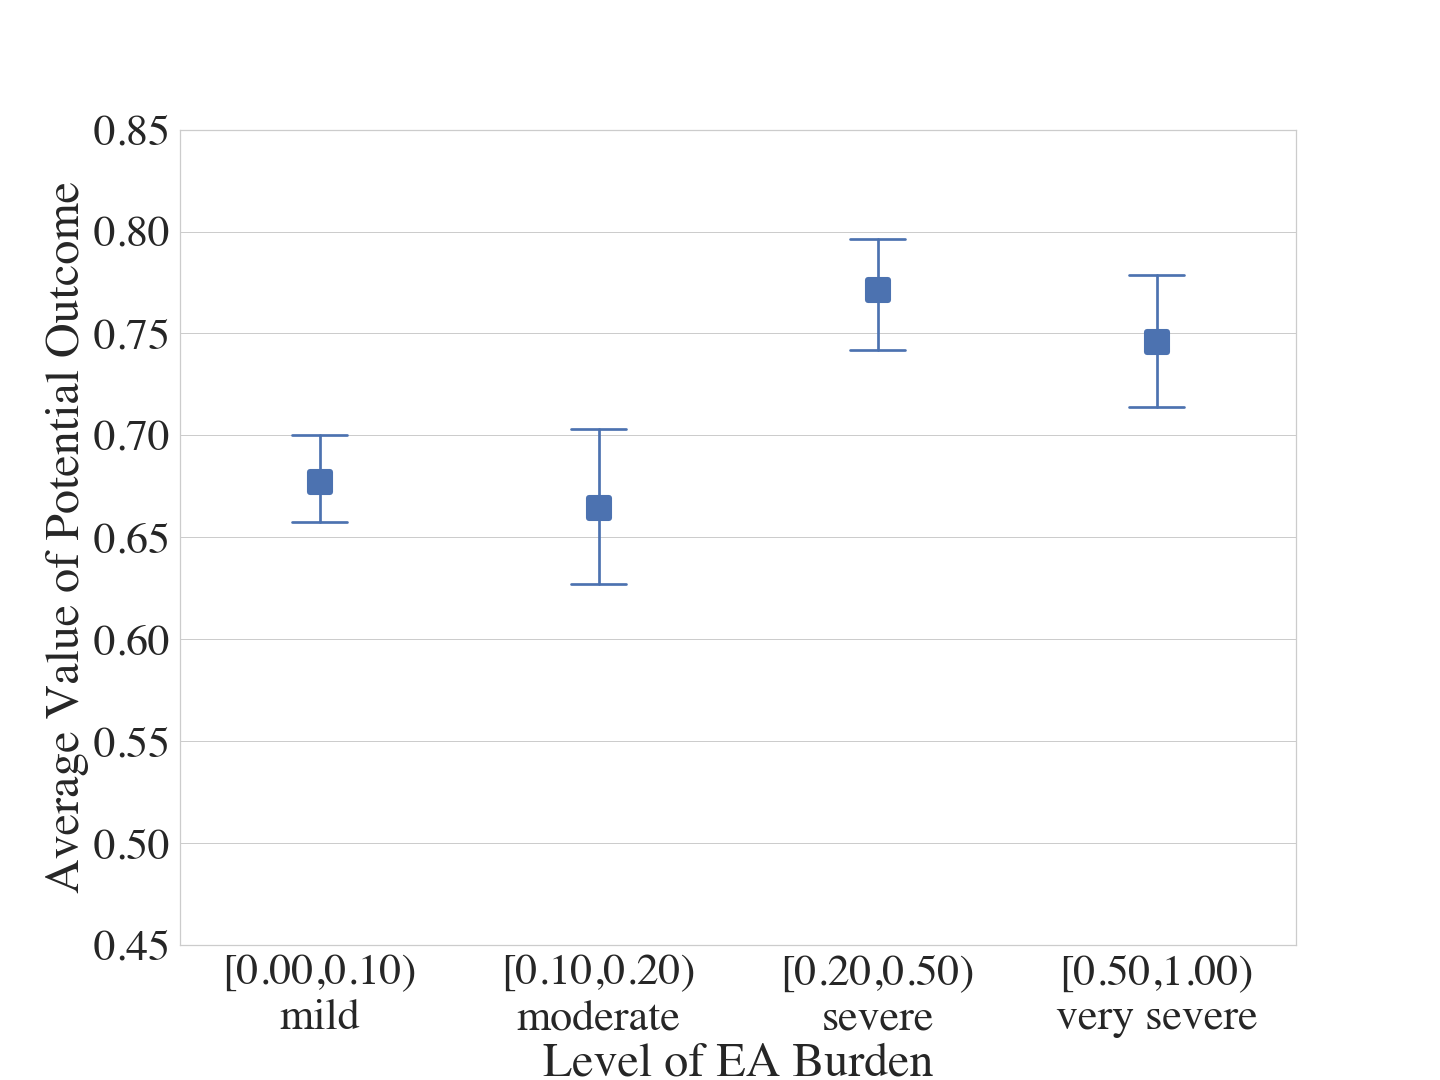 Average Value of Potential Outcome
0.85
0.80
0.75
0.70
0.65
0.60
0.55
0.50
0.45
[0.00,0.10) [0.10,0.20) [0.20,0.50) [0.50,1.00)
mild moderate severe very severe
Level of EA Burden